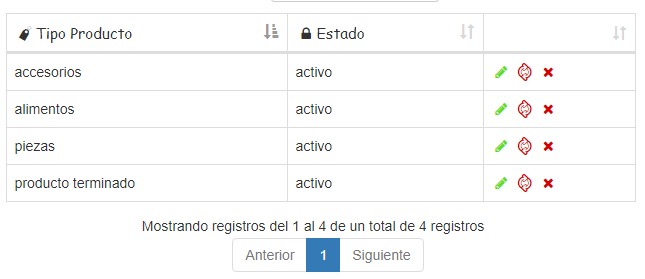 Tipo Producto Estado
accesorios activo
alimentos activo
piezas activo
producto terminado activo
Mostrando registros del 1 al 4 de un total de 4 registros
Anterior 1 Siguiente